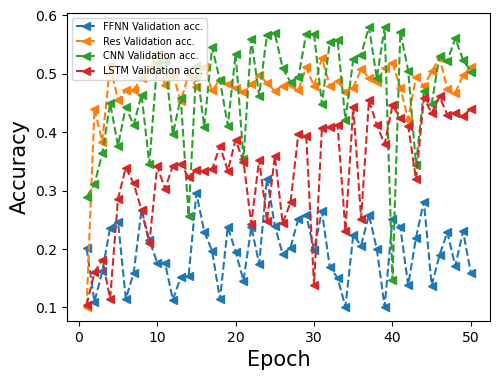 0.6
0.5
0.4
0.3
0.2
0.1
Accuracy
FFNN Validation acc.
Res Validation acc.
CNN Validation acc.
LSTM Validation acc.
0
10
20
30
40
50
Epoch